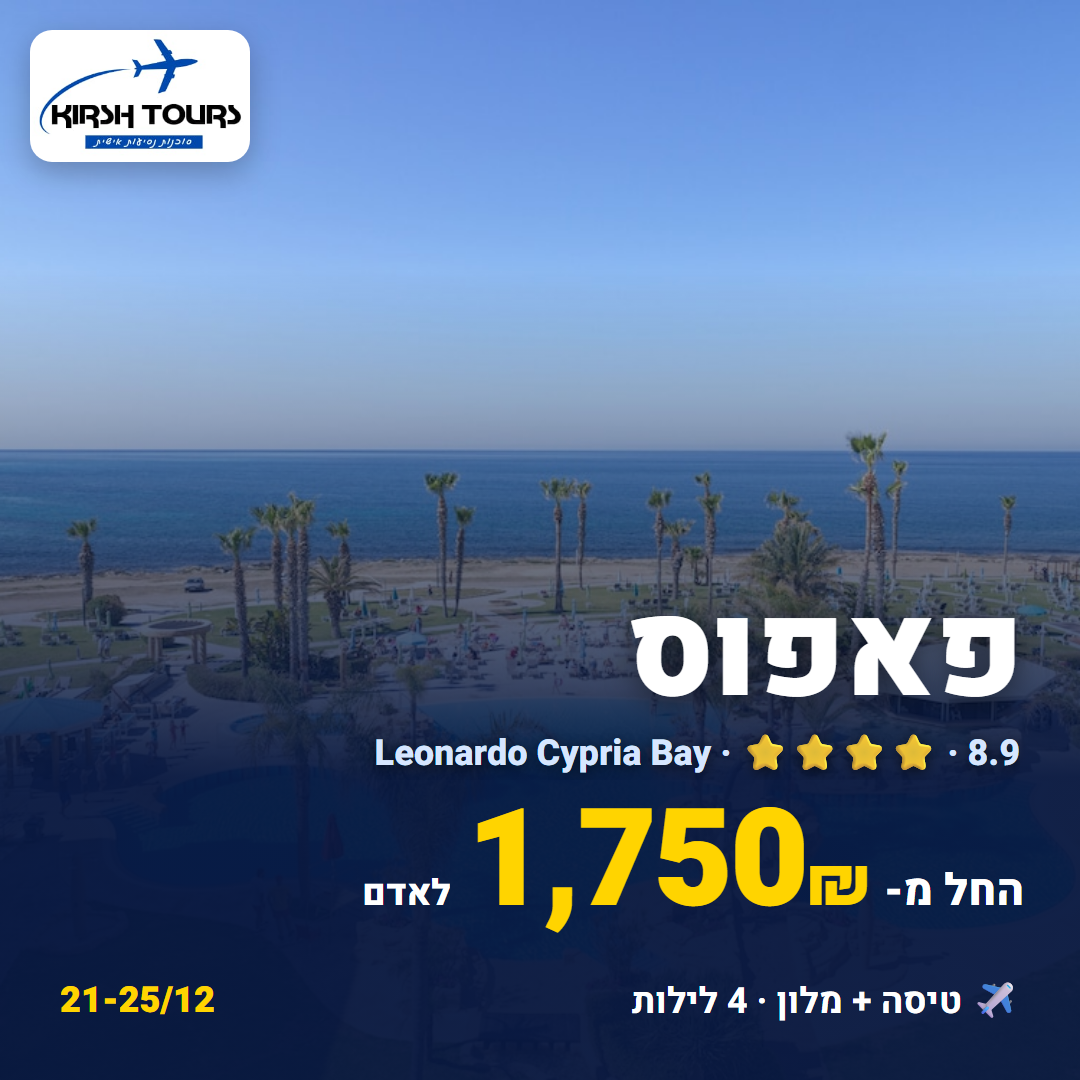 KIRSH TOURS
סוכנות נסיעות אישית
פאפוס
Leonardo Cypria Bay · ⭐⭐⭐⭐ · 8.9
החל מ- ₪1,750 לאדם
✈️ טיסה + מלון · 4 לילות
21-25/12